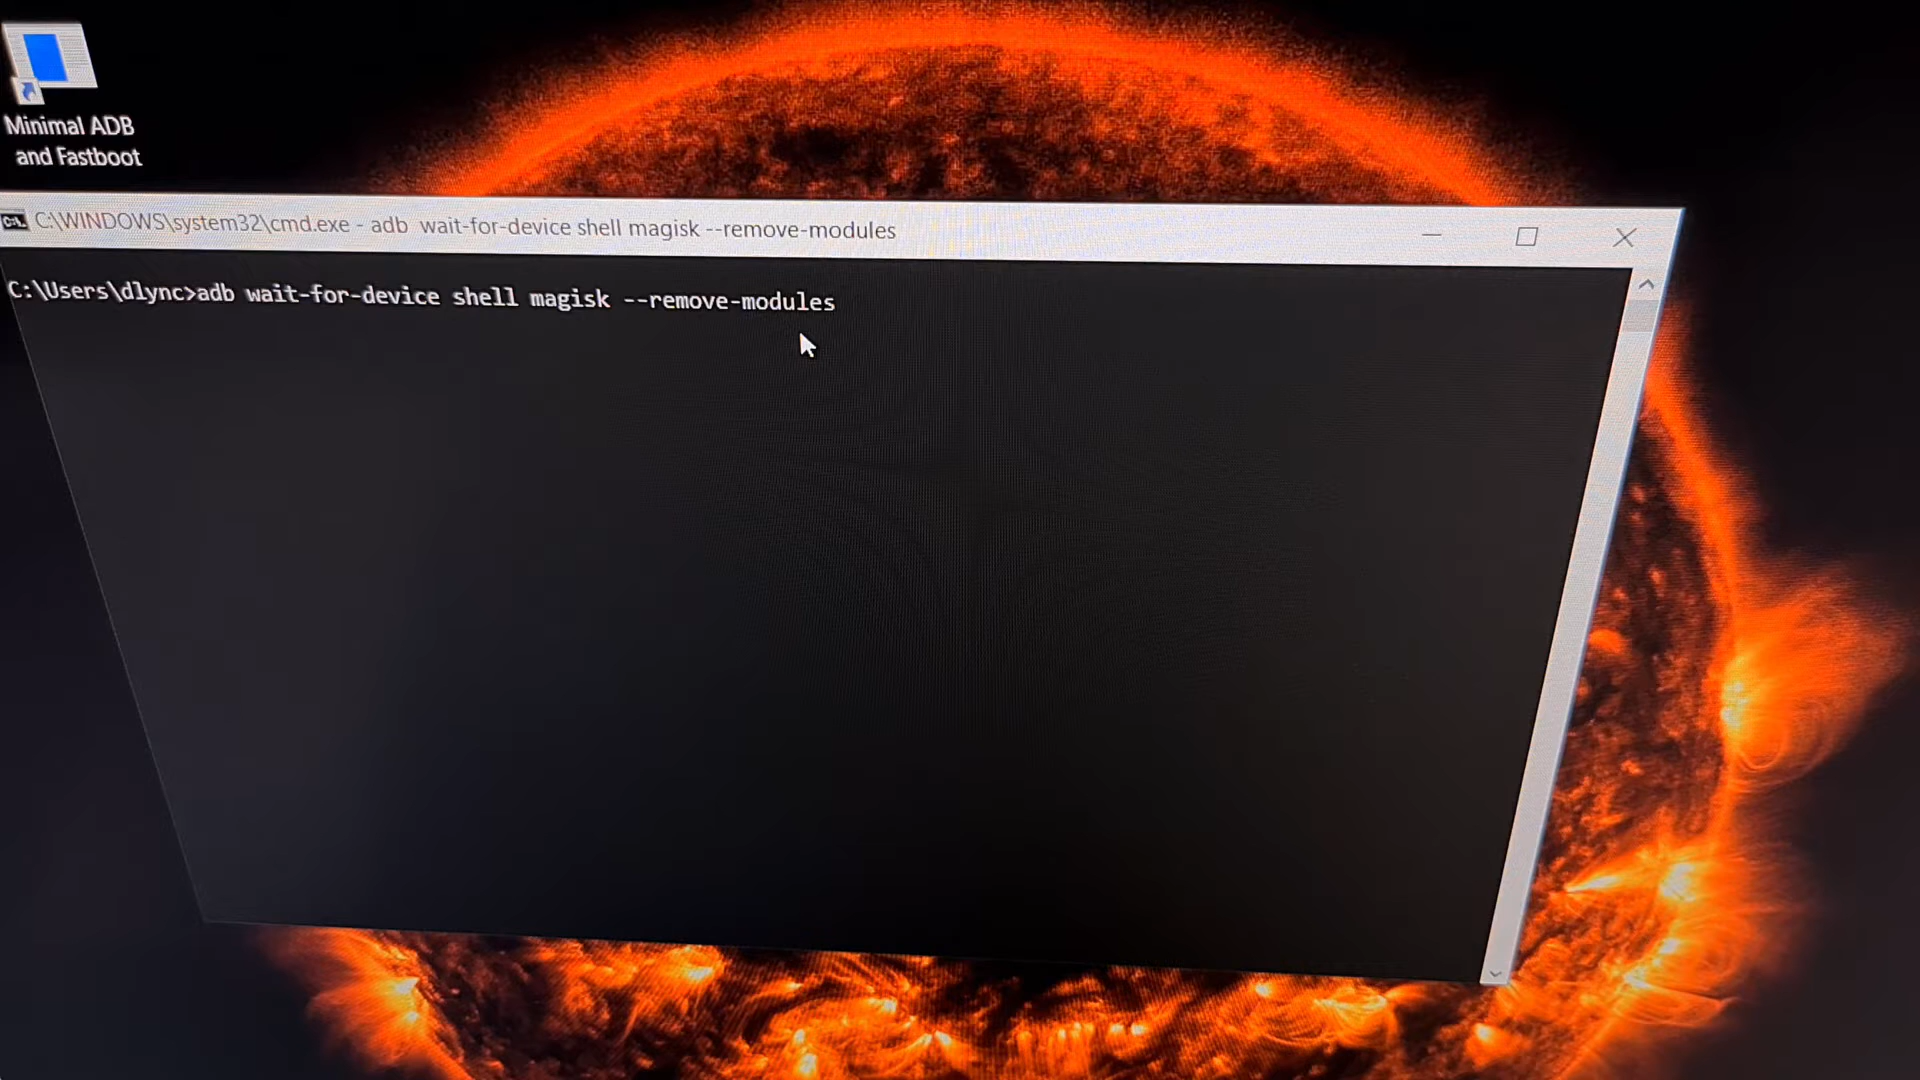 Minimal ADB
and Fastboot
C:\WINDOWS\system32\cmd.exe - adb  wait-for-device shell magisk --remove-modules
C:\Users\dlync>adb wait-for-device shell magisk --remove-modules